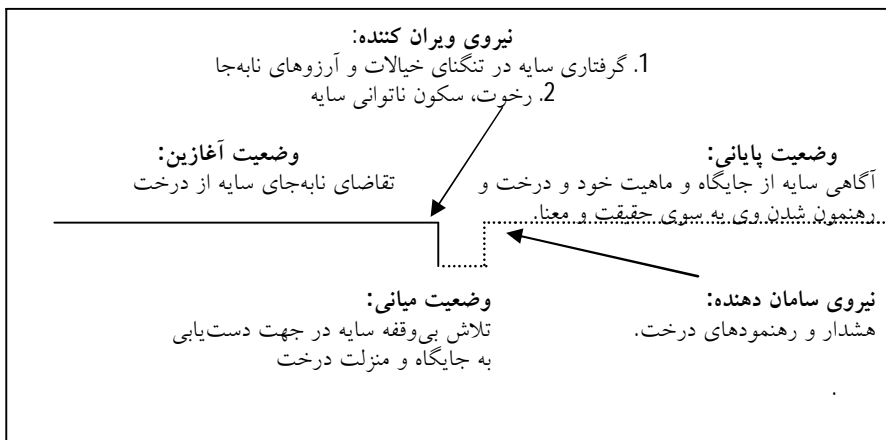 نیروی ویران کننده:
1. گرفتاری سایه در تنگنای خیالات و آرزوهای نابه‌جا
2. رخوت، سکون ناتوانی سایه
وضعیت پایانی:
آگاهی سایه از جایگاه و ماهیت خود و درخت و
رهنمون شدن وی به سوی حقیقت و معنا.
وضعیت آغازین:
تقاضای نابه‌جای سایه از درخت
نیروی سامان دهنده:
هشدار و رهنمودهای درخت.
.
وضعیت میانی:
تلاش بی‌وقفه سایه در جهت دست‌یابی
به جایگاه و منزلت درخت